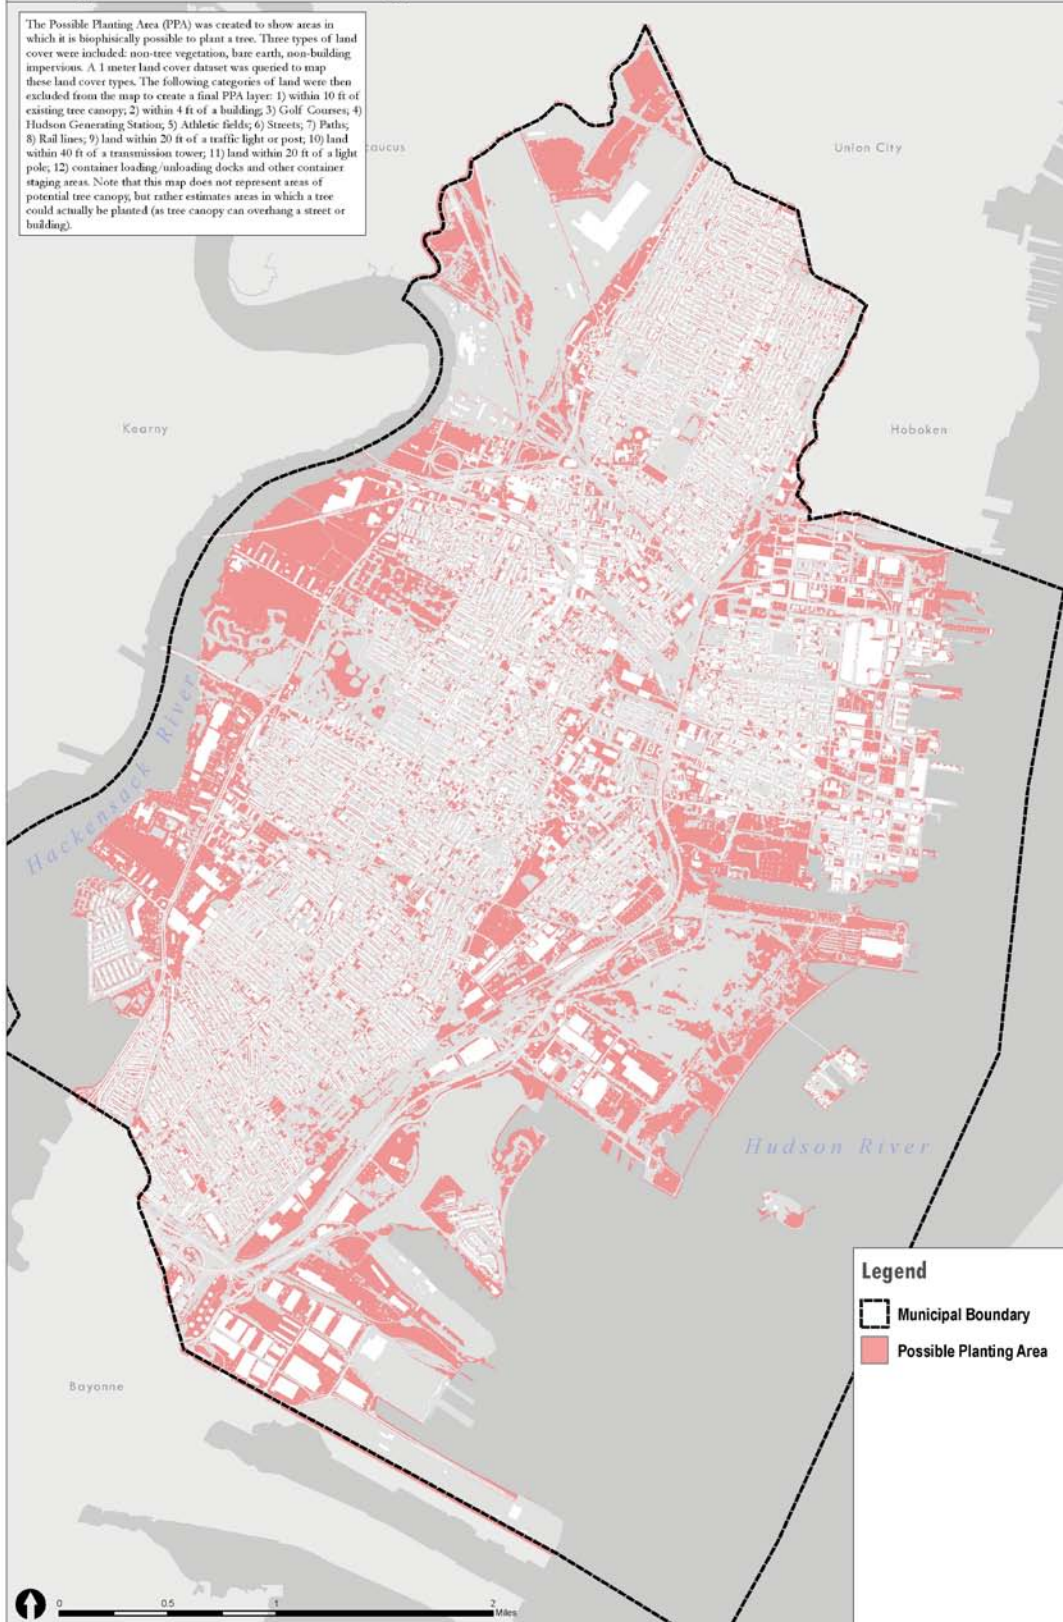 The Possible Planting Area (PPA) was created to show areas in
which it is biophisically possible to plant a tree. Three types of land
cover were included: non-tree vegetation, bare earth, non-building
impervious. A 1 meter land cover dataset was queried to map
these land cover types. The following categories of land were then
excluded from the map to create a final PPA layer: 1) within 10 ft of
existing tree canopy; 2) within 4 ft of a building; 3) Golf Courses; 4)
Hudson Generating Station; 5) Athletic fields; 6) Streets; 7) Paths;
8) Rail lines; 9) land within 20 ft of a traffic light or post; 10) land
within 40 ft of a transmission tower; 11) land within 20 ft of a light
pole; 12) container loading/unloading docks and other container
staging areas. Note that this map does not represent areas of
potential tree canopy, but rather estimates areas in which a tree
could actually be planted (as tree canopy can overhang a street or
building).
caucus
Union City
Kearny
Hoboken
Hackensack River
Hudson River
Bayonne
Legend
Municipal Boundary
Possible Planting Area
0 0.5 1 2
Miles